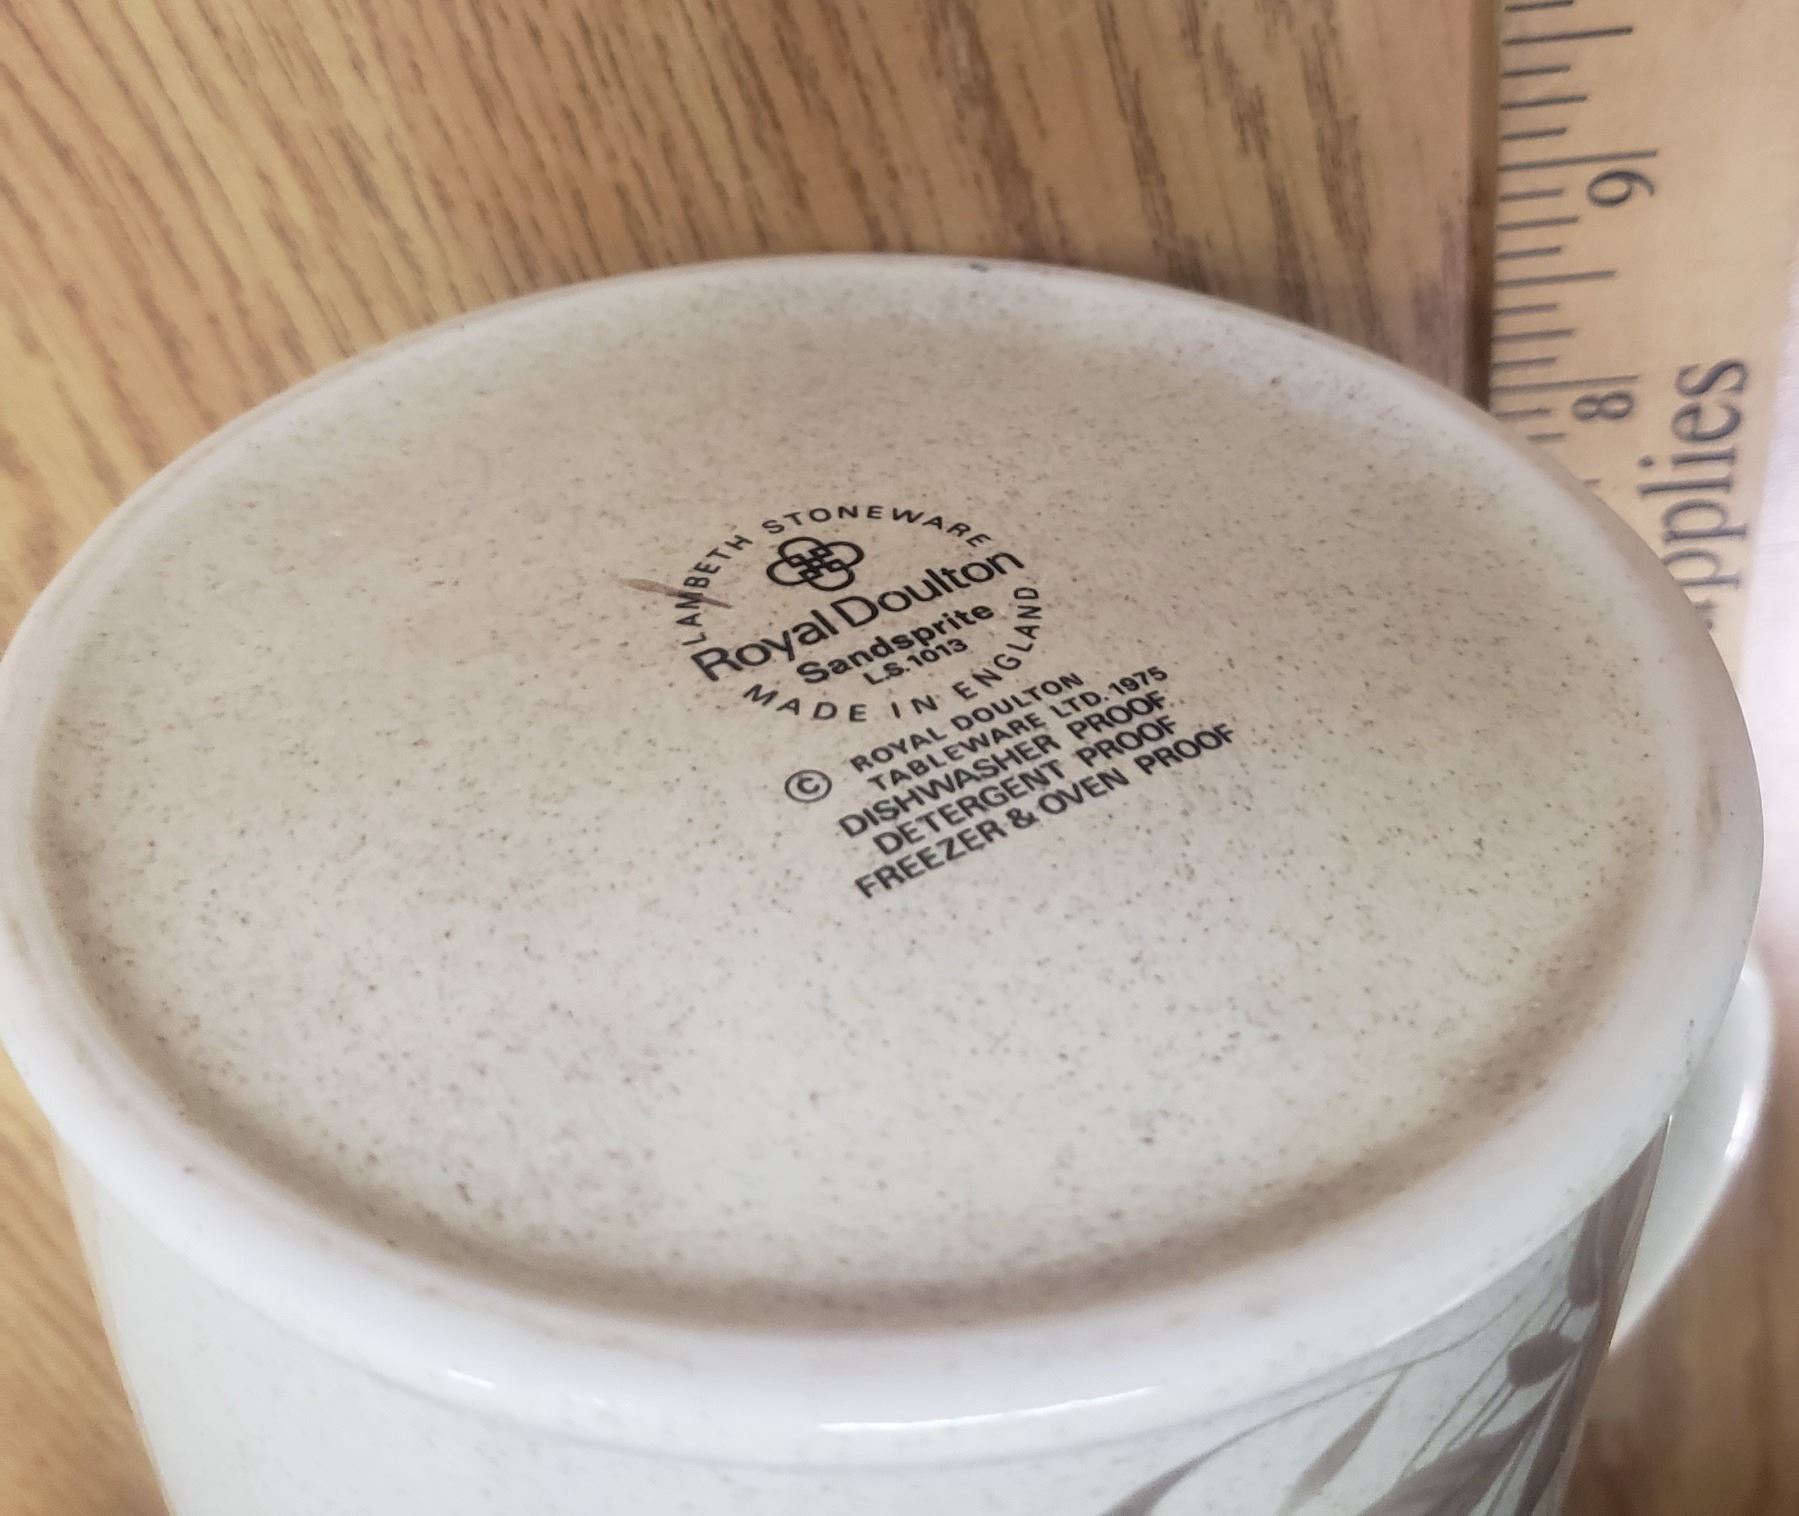 LAMBETH STONEWARE
Royal Doulton
Sandsprite
L.S.1013
MADE IN ENGLAND
© ROYAL DOULTON
TABLEWARE LTD. 1975
DISHWASHER PROOF
DETERGENT PROOF
FREEZER & OVEN PROOF
9
8
pplies